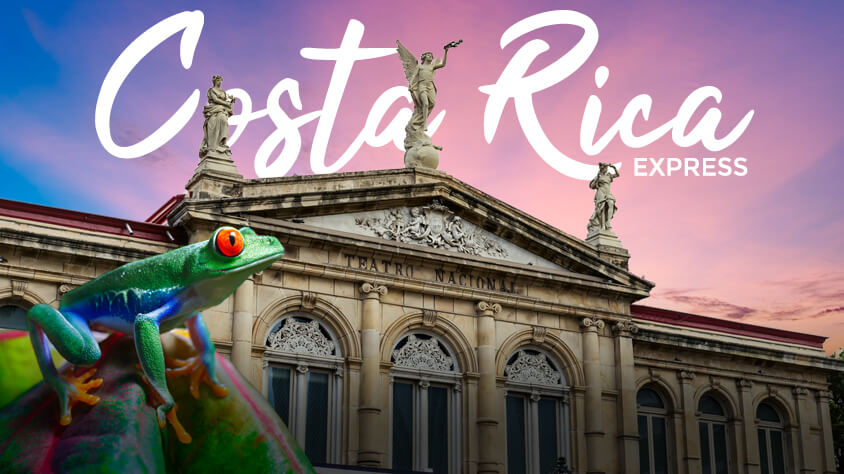 Costa Rica
EXPRESS
TEATRO NACIONAL